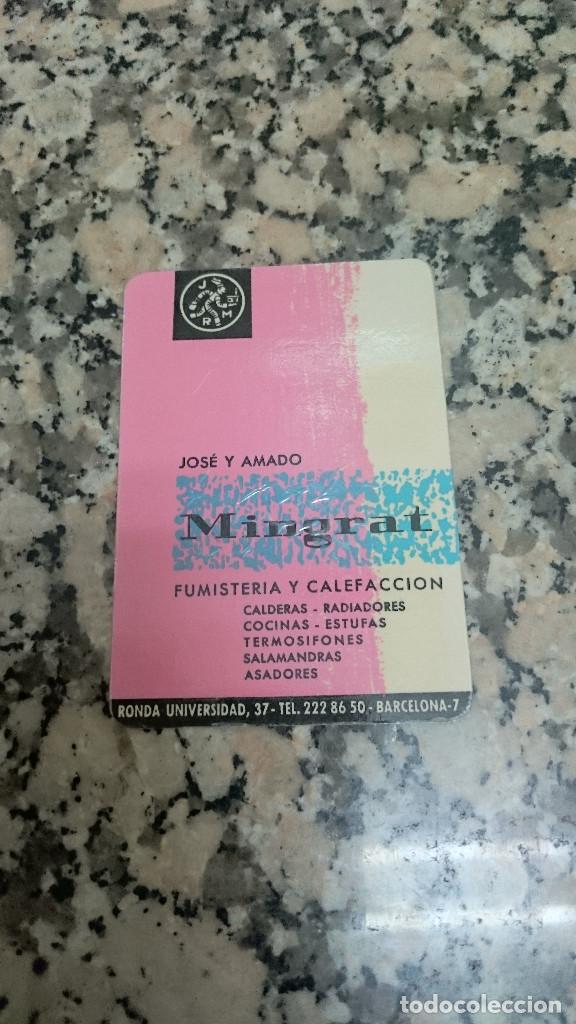 J
R M
JOSÉ Y AMADO
Mingrat
FUMISTERIA Y CALEFACCION
CALDERAS - RADIADORES
COCINAS - ESTUFAS
TERMOSIFONES
SALAMANDRAS
ASADORES
RONDA UNIVERSIDAD, 37 - TEL. 222 86 50 - BARCELONA-7
todocoleccion